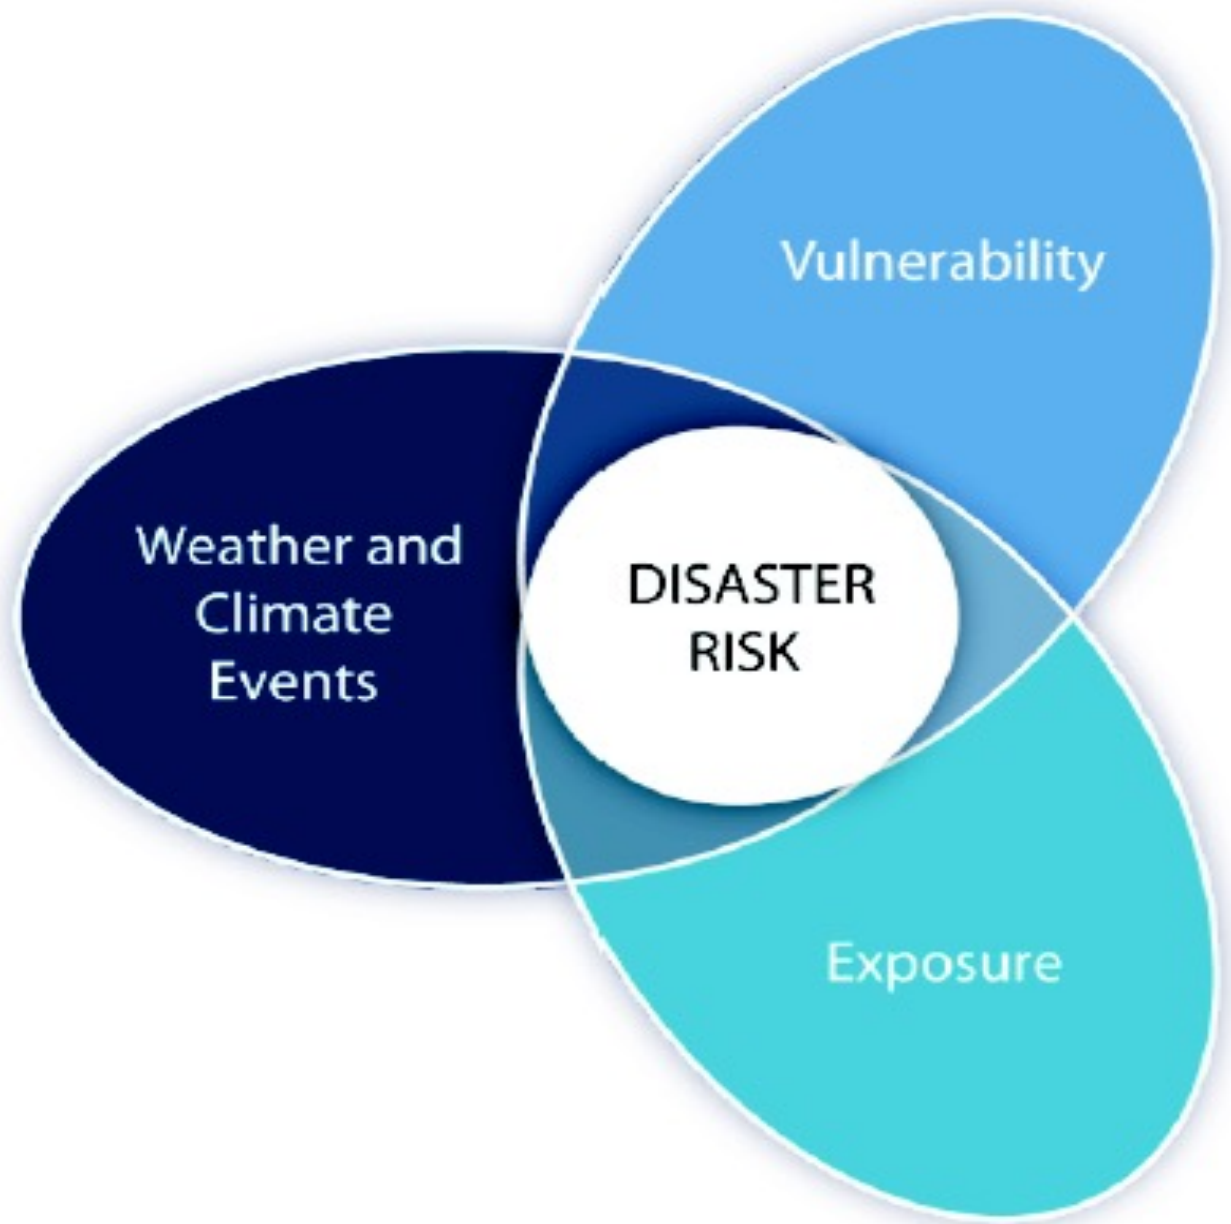 Vulnerability
Weather and
Climate
Events
DISASTER
RISK
Exposure